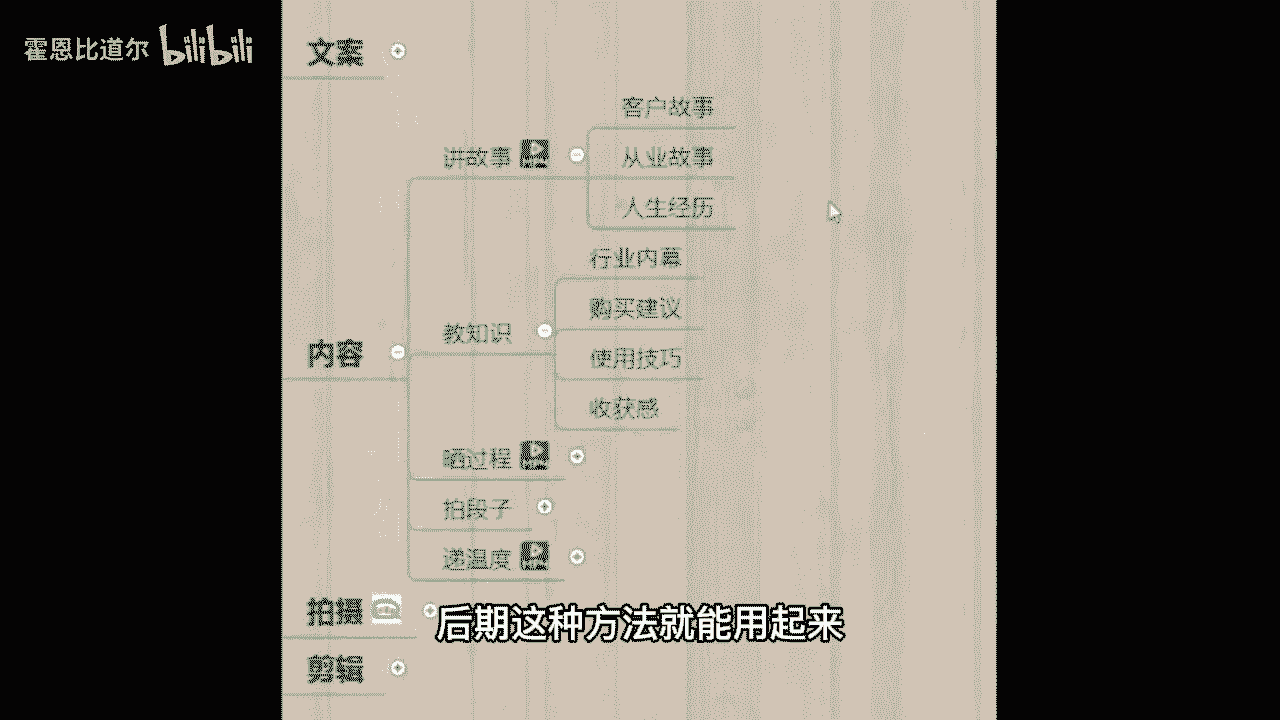 霍恩比道尔 bilibili
文案
客户故事
讲故事
从业故事
人生经历
行业内幕
购买建议
教知识
内容
使用技巧
收获感
晒过程
拍段子
递温度
拍摄
后期这种方法就能用起来
剪辑